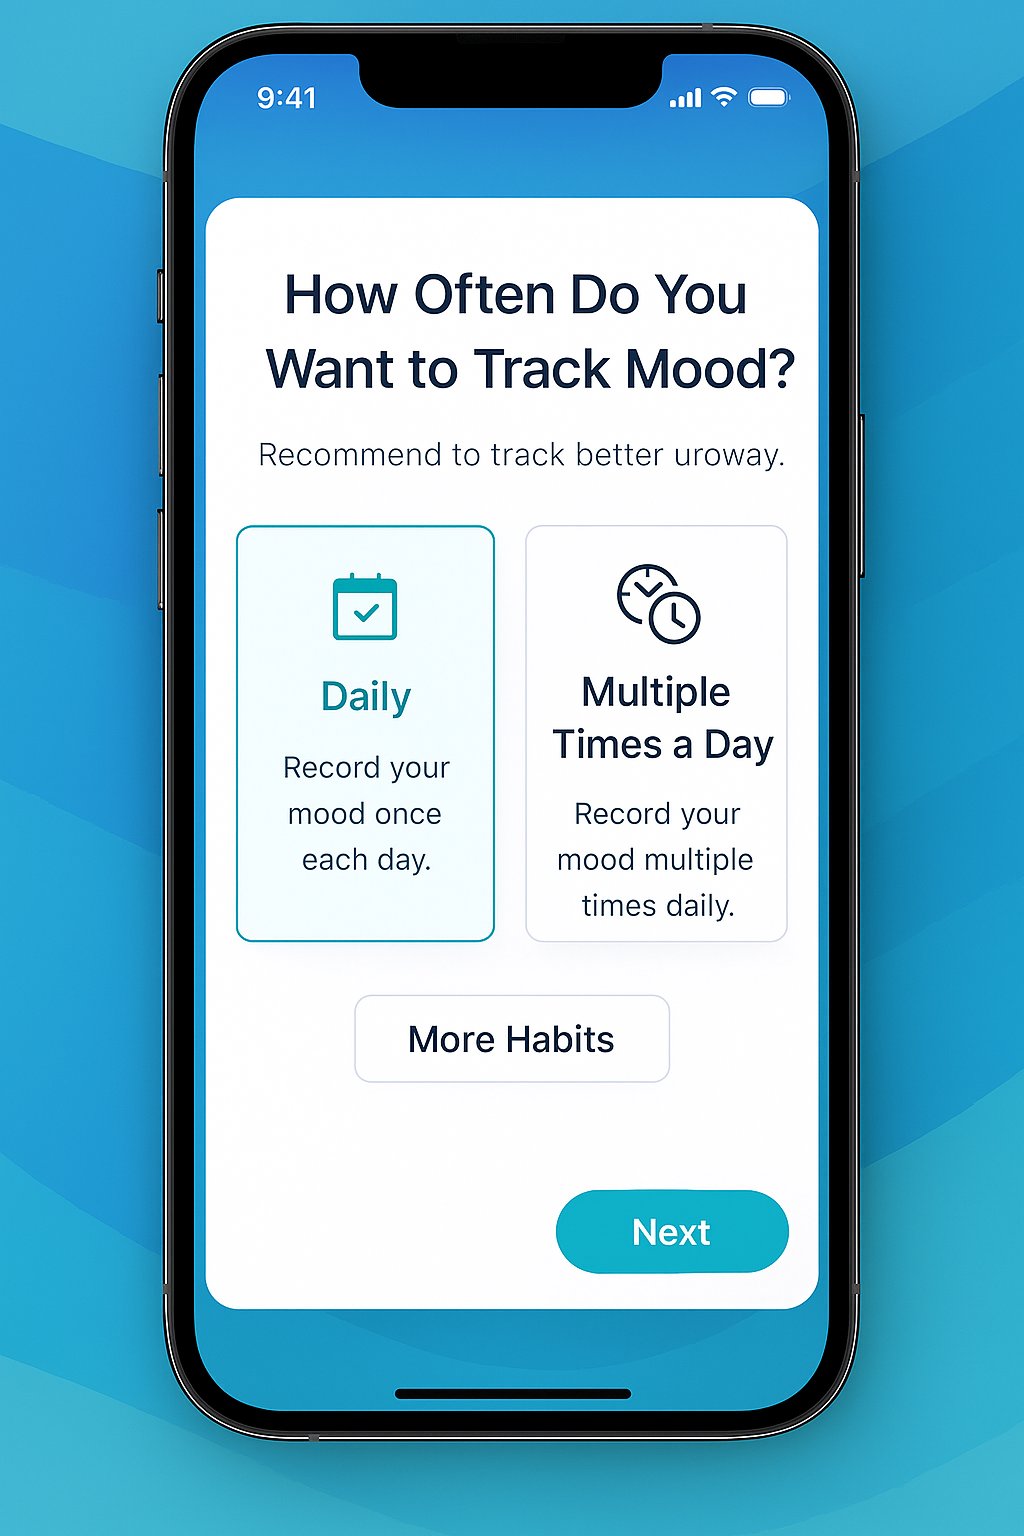 9:41
How Often Do You
Want to Track Mood?
Recommend to track better uroway.
Daily
Record your
mood once
each day.
Multiple
Times a Day
Record your
mood multiple
times daily.
More Habits
Next